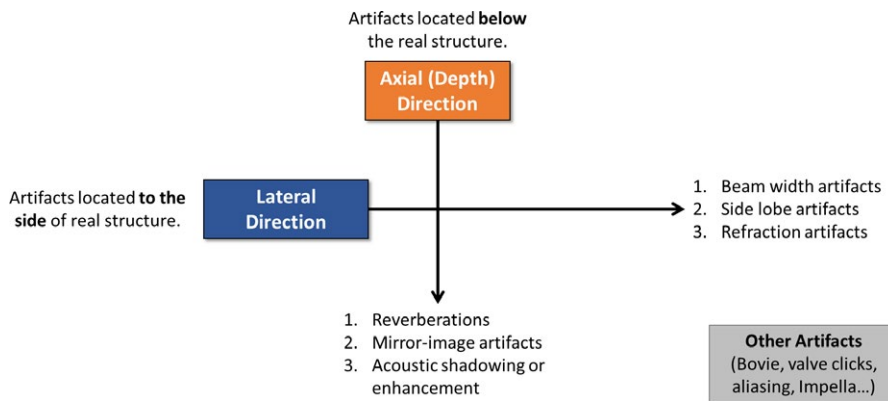 Artifacts located below
the real structure.
Axial (Depth)
Direction
Artifacts located to the
side of real structure.
Lateral
Direction
1. Beam width artifacts
2. Side lobe artifacts
3. Refraction artifacts
1. Reverberations
2. Mirror-image artifacts
3. Acoustic shadowing or
enhancement
Other Artifacts
(Bovie, valve clicks,
aliasing, Impella...)